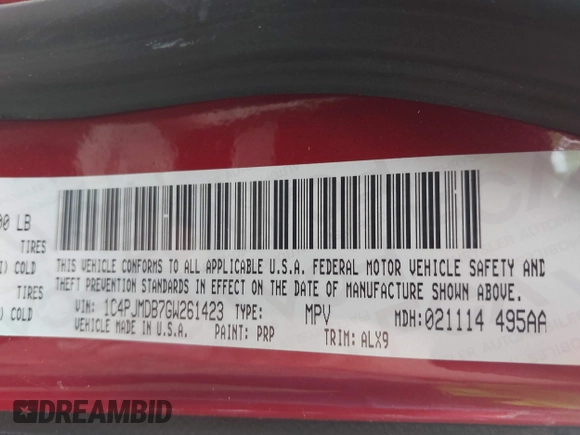 00 LB
TIRES
COLD
TIRES
COLD
THIS VEHICLE CONFORMS TO ALL APPLICABLE U.S.A. FEDERAL MOTOR VEHICLE SAFETY AND
THEFT PREVENTION STANDARDS IN EFFECT ON THE DATE OF MANUFACTURE SHOWN ABOVE.
VIN: 1C4PJMDB7GW261423 TYPE: MPV MDH:021114 495AA
VEHICLE MADE IN U.S.A. PAINT: PRP TRIM: ALX9
DREAMBID